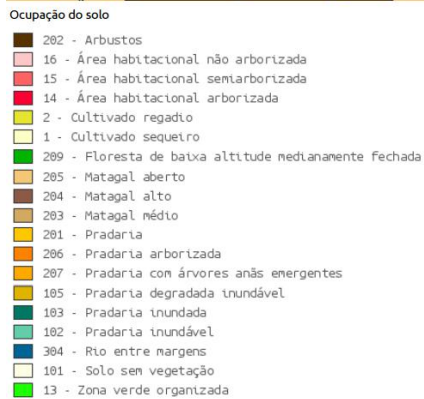 Ocupação do solo
202 - Arbustos
16 - Área habitacional não arborizada
15 - Área habitacional semiarborizada
14 - Área habitacional arborizada
2 - Cultivado regadio
1 - Cultivado sequeiro
209 - Floresta de baixa altitude medianamente fechada
205 - Matagal aberto
204 - Matagal alto
203 - Matagal médio
201 - Pradaria
206 - Pradaria arborizada
207 - Pradaria com árvores anãs emergentes
105 - Pradaria degradada inundável
103 - Pradaria inundada
102 - Pradaria inundável
304 - Rio entre margens
101 - Solo sem vegetação
13 - Zona verde organizada